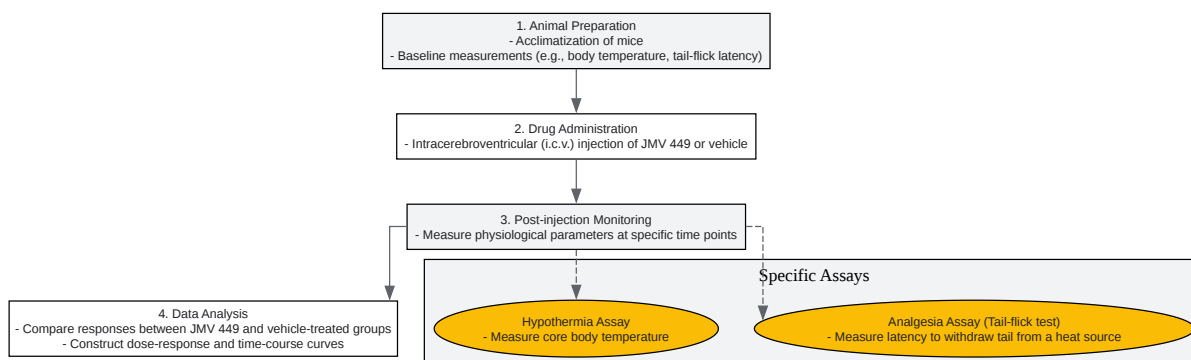 1. Animal Preparation
- Acclimatization of mice
- Baseline measurements (e.g., body temperature, tail-flick latency)
2. Drug Administration
- Intracerebroventricular (i.c.v.) injection of JMV 449 or vehicle
3. Post-injection Monitoring
- Measure physiological parameters at specific time points
4. Data Analysis
- Compare responses between JMV 449 and vehicle-treated groups
- Construct dose-response and time-course curves
Specific Assays
Hypothermia Assay
- Measure core body temperature
Analgesia Assay (Tail-flick test)
- Measure latency to withdraw tail from a heat source